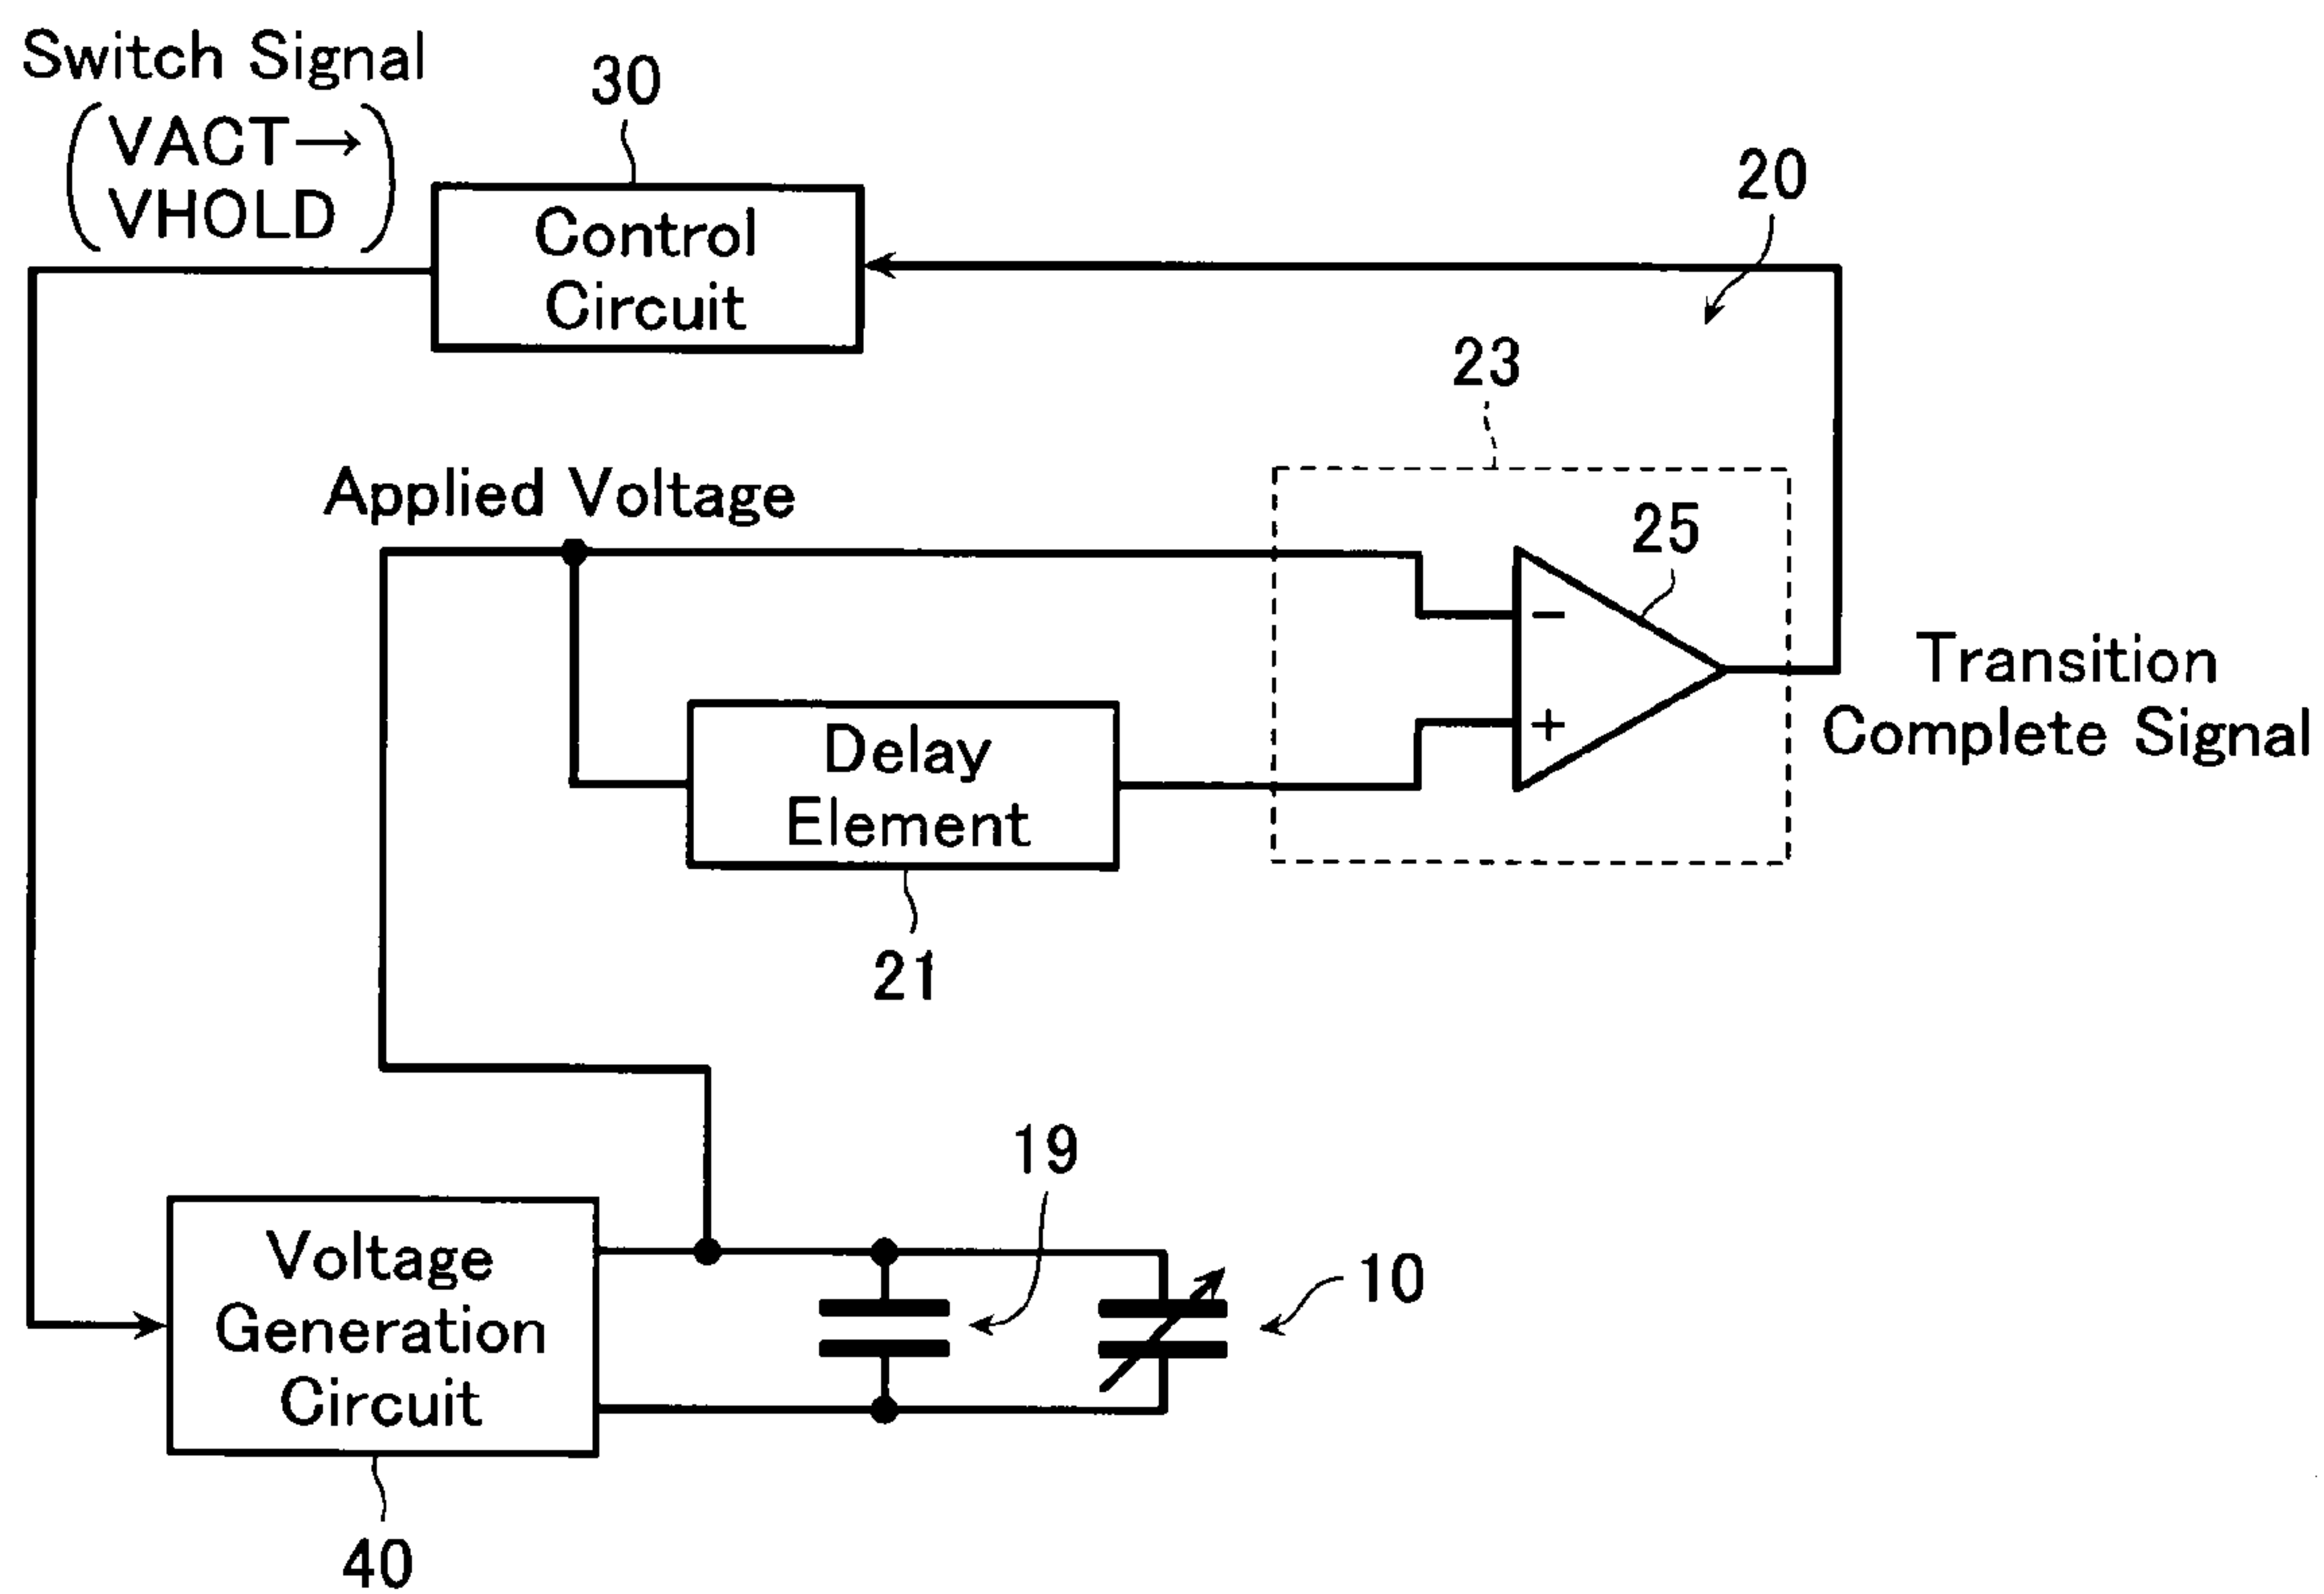 Switch Signal
(VACT→
VHOLD)
30
Control
Circuit
20
23
Applied Voltage
25
−
+
Transition
Complete Signal
Delay
Element
21
19
10
Voltage
Generation
Circuit
40